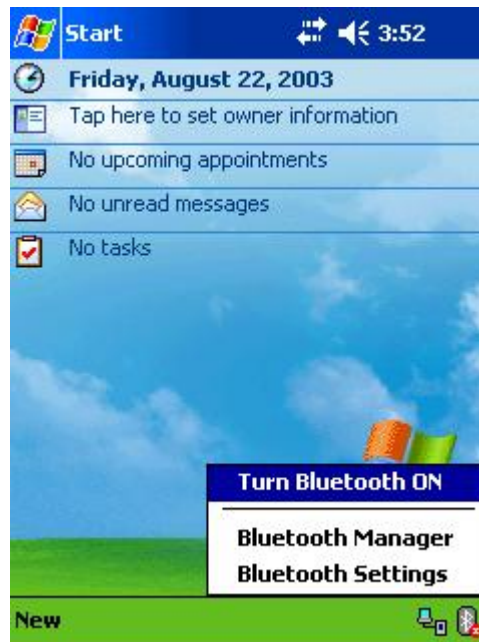 Start 3:52
Friday, August 22, 2003
Tap here to set owner information
No upcoming appointments
No unread messages
No tasks
Turn Bluetooth ON
Bluetooth Manager
Bluetooth Settings
New